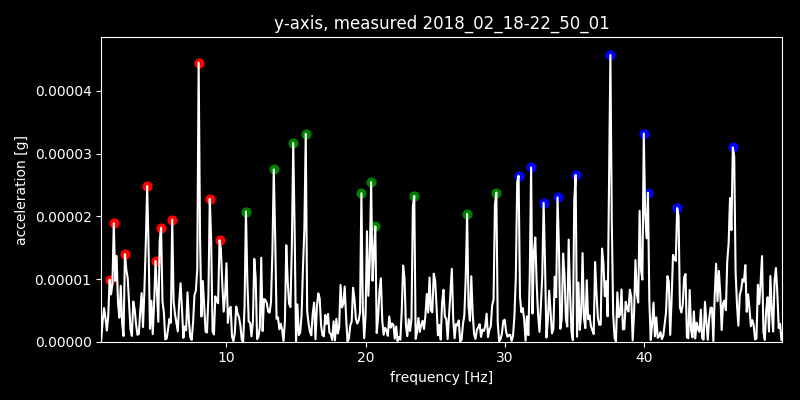 y-axis, measured 2018_02_18-22_50_01
acceleration [g]
0.00004
0.00003
0.00002
0.00001
0.00000
10 20 30 40
frequency [Hz]